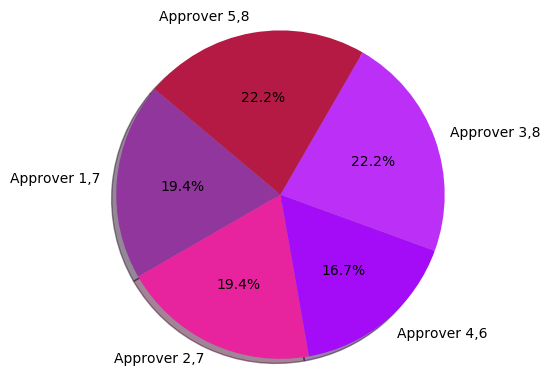 Approver 5,8
22.2%
Approver 3,8
22.2%
Approver 1,7
19.4%
16.7%
19.4%
Approver 4,6
Approver 2,7